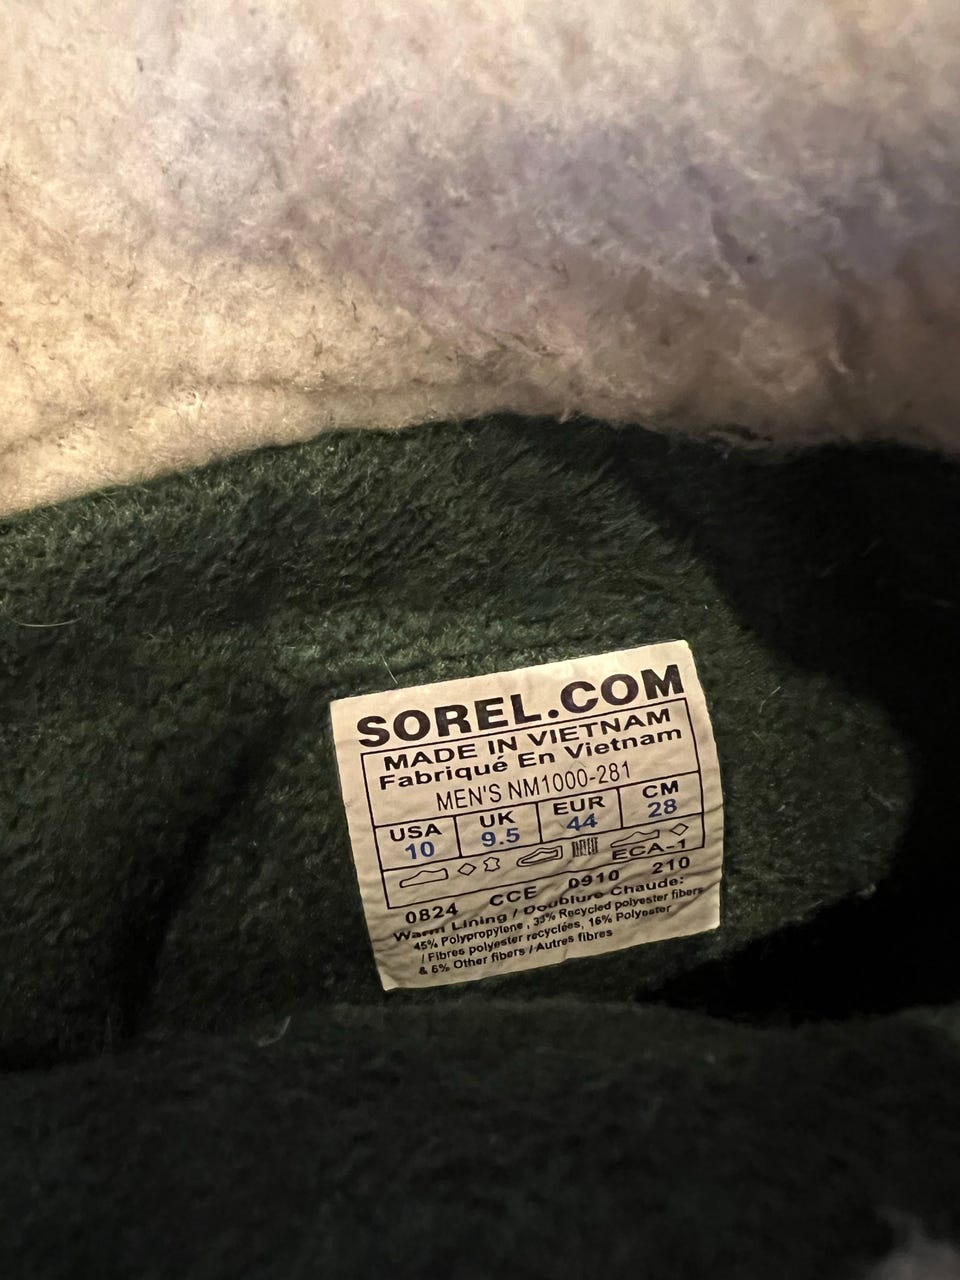 SOREL.COM
MADE IN VIETNAM
Fabriqué En Vietnam
MEN'S NM1000-281
USA UK EUR CM
10 9.5 44 28
ECA-1
0824 CCE 0910 210
Warm Lining / Doublure Chaude:
45% Polypropylene , 33% Recycled polyester fibers
/ Fibres polyester recyclées, 16% Polyester
& 6% Other fibers / Autres fibres